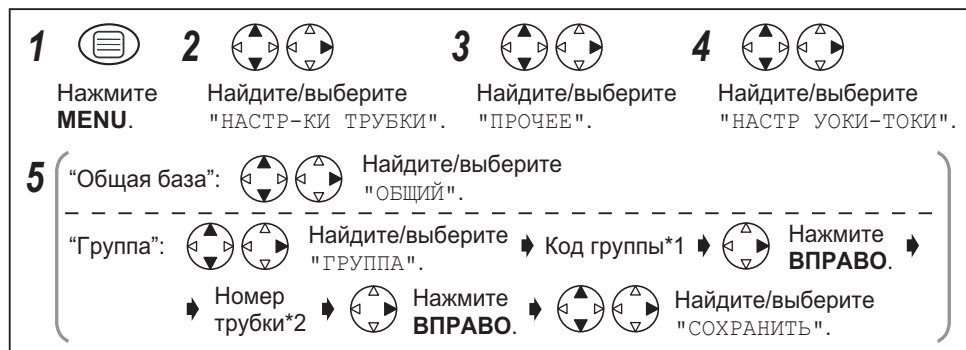 1 2 3 4
Нажмите Найдите/выберите Найдите/выберите Найдите/выберите
MENU. "НАСТР-КИ ТРУБКИ". "ПРОЧЕЕ". "НАСТР УОКИ-ТОКИ".
5 “Общая база”: Найдите/выберите
"ОБЩИЙ".
“Группа”: Найдите/выберите Код группы*1 Нажмите
"ГРУППА". ВПРАВО.
Номер Нажмите Найдите/выберите
трубки*2 ВПРАВО. "СОХРАНИТЬ".